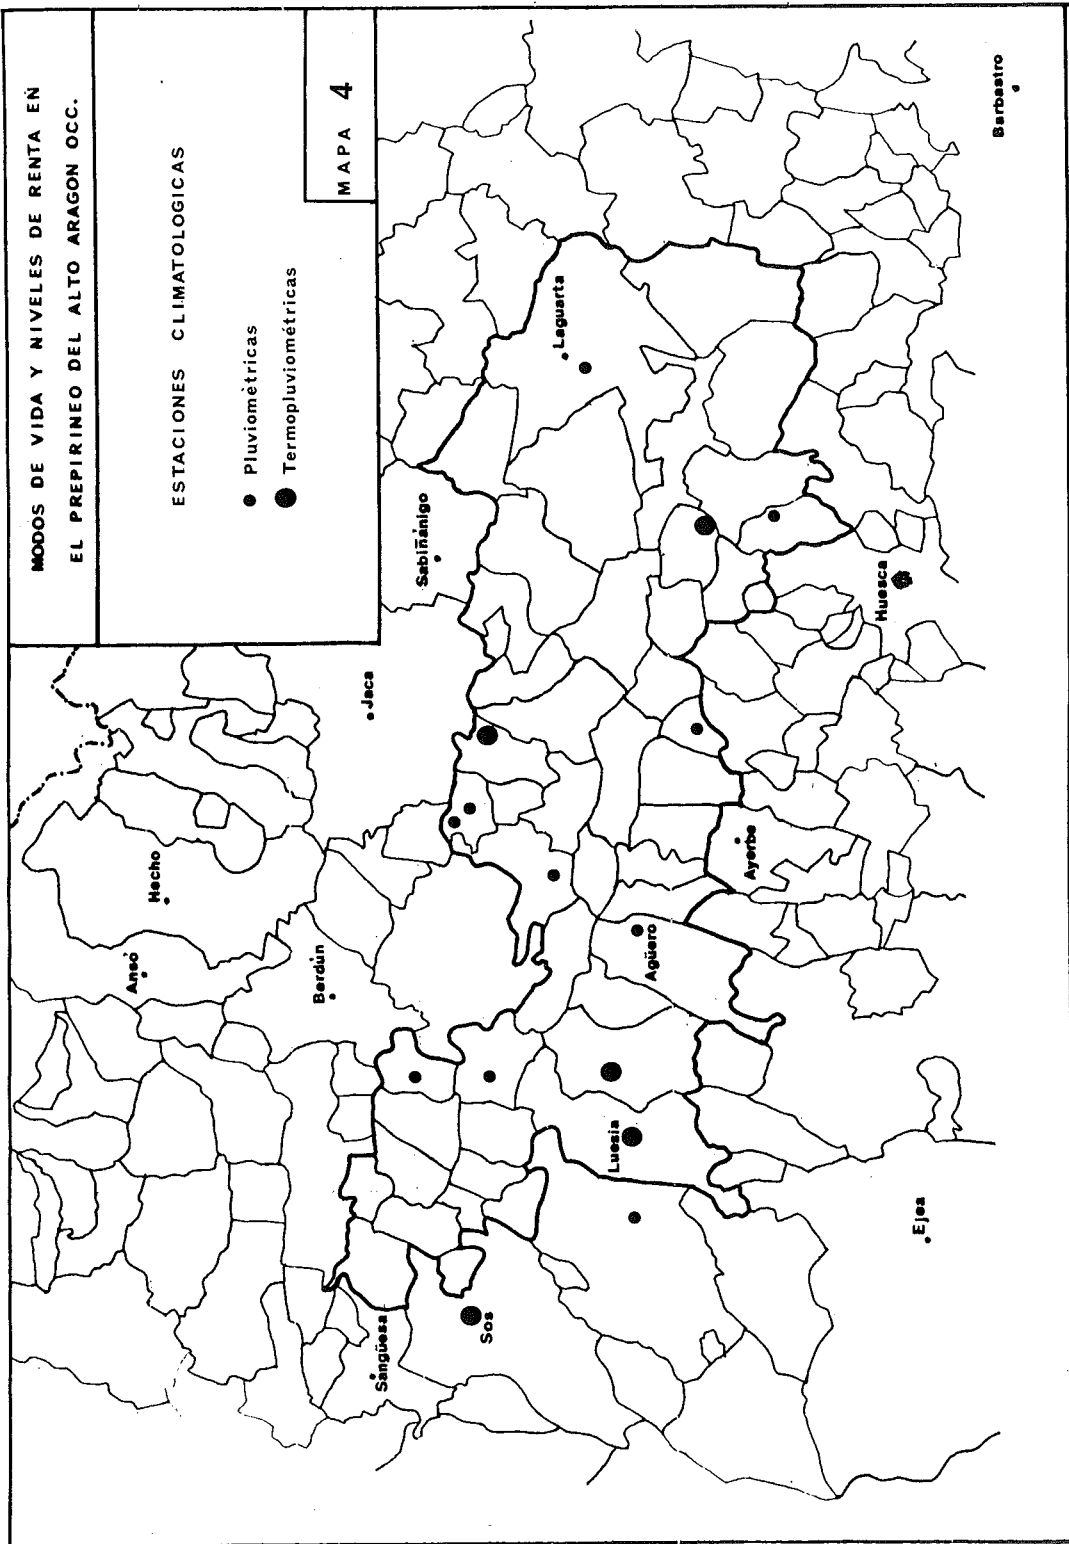 MODOS DE VIDA Y NIVELES DE RENTA EN
EL PREPIRINEO DEL ALTO ARAGON OCC.
ESTACIONES CLIMATOLOGICAS
Pluviométricas
Termopluviométricas
MAPA 4
Ansó
Hecho
Jaca
Berdún
Sabiñánigo
Sangüesa
Sos
Laguarta
Luesia
Agüero
Ayerbe
Huesca
Ejea
Barbastro